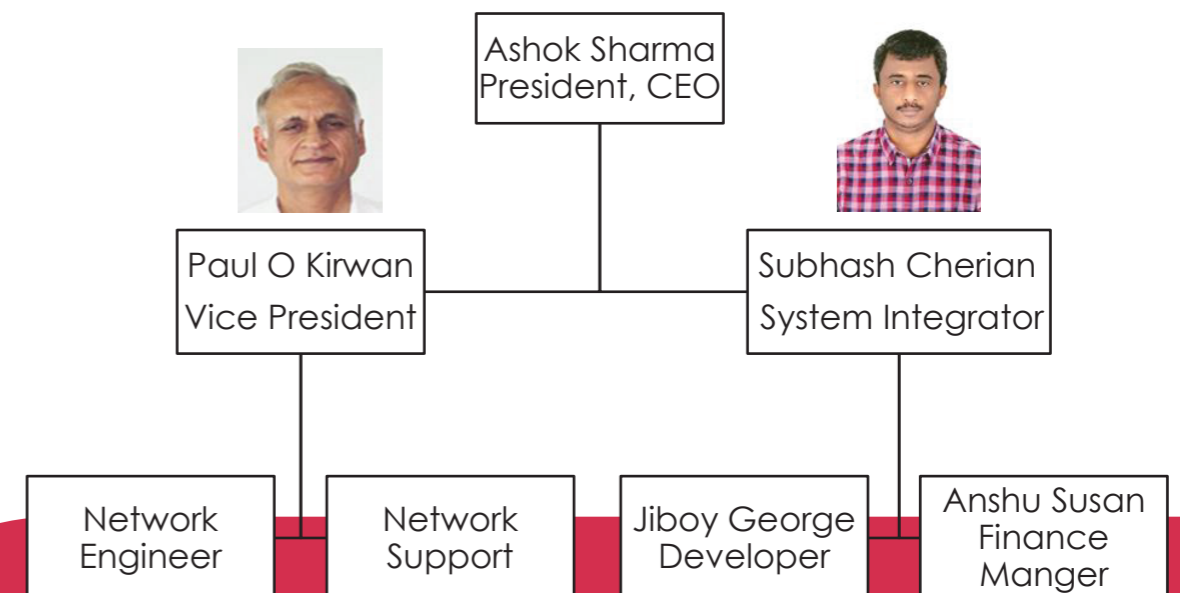 Ashok Sharma
President, CEO
Paul O Kirwan
Vice President
Subhash Cherian
System Integrator
Network
Engineer
Network
Support
Jiboy George
Developer
Anshu Susan
Finance
Manger